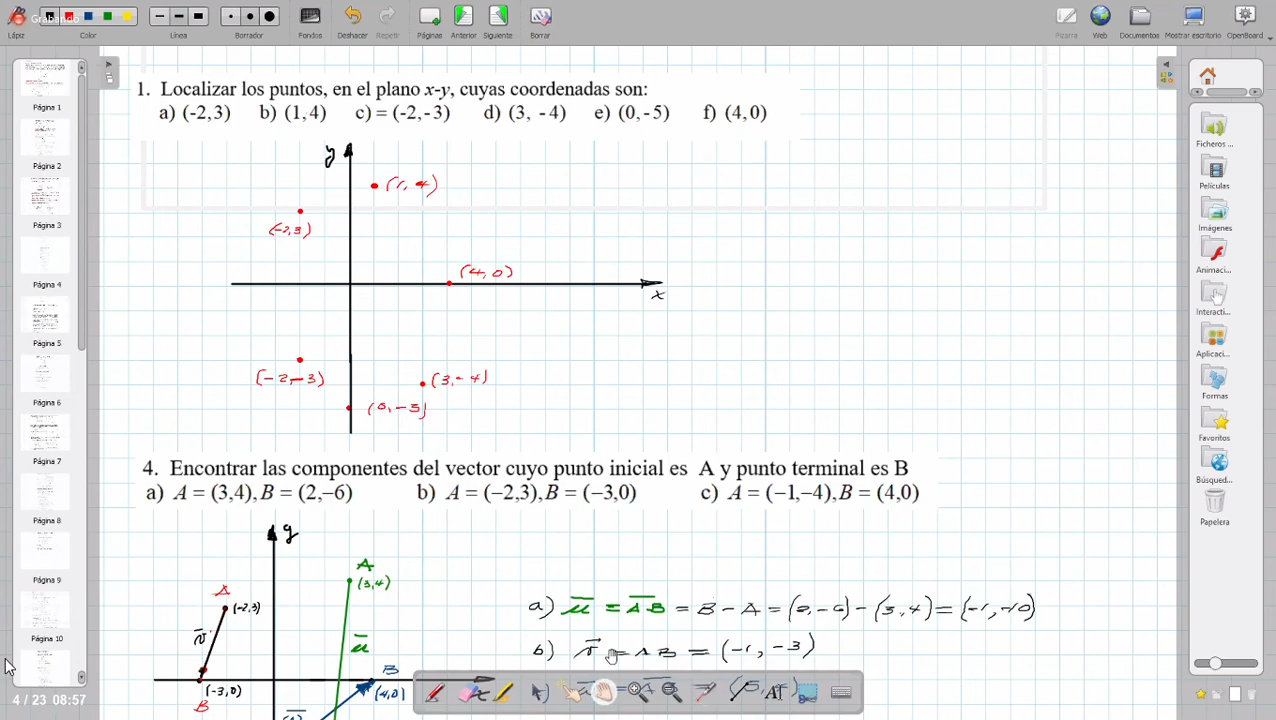 Grabando
Lápiz Color Línea Borrador Fondos Deshacer Repetir Páginas Anterior Siguiente Borrar Pizarra Web Documentos Mostrar escritorio OpenBoard
1. Localizar los puntos, en el plano x-y, cuyas coordenadas son:
a) (-2,3) b) (1,4) c) = (-2,-3) d) (3, -4) e) (0,-5) f) (4,0)
y
(1, 4)
(-2,3)
(4, 0)
x
(-2,-3)
(3,-4)
(0,-5)
4. Encontrar las componentes del vector cuyo punto inicial es A y punto terminal es B
a) A = (3,4), B = (2,−6) b) A = (−2,3), B = (−3,0) c) A = (−1,−4), B = (4,0)
y
A
(3,4)
A
(-2,3)
a) u = AB = B - A = (2,-6) - (3,4) = (-1,-10)
b) v = AB = (-1, -3)
v
u
B
(-3,0)
(4,0)
B
Página 1
Página 2
Página 3
Página 4
Página 5
Página 6
Página 7
Página 8
Página 9
Página 10
4 / 23 08:57
Ficheros ...
Películas
Imágenes
Animaci...
Interacti...
Aplicaci...
Formas
Favoritos
Búsqued...
Papelera